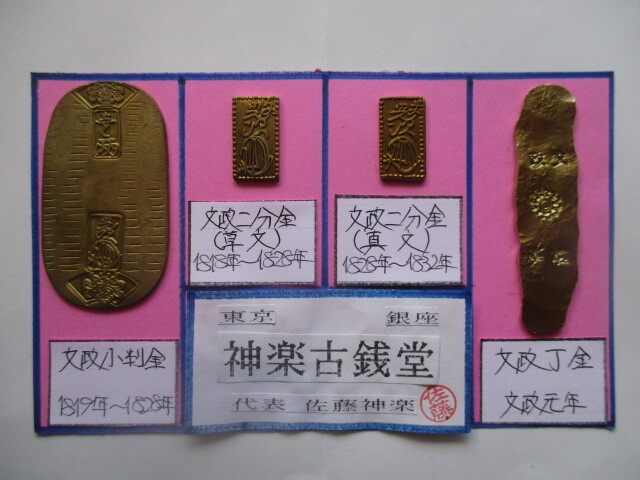 文政小判金
1819年～1828年
文政二分金
(草文)
1818年～1828年
文政二分金
(真文)
1828年～1832年
東京 銀座
神楽古銭堂
代表 佐藤神楽
佐藤
文政丁金
文政元年